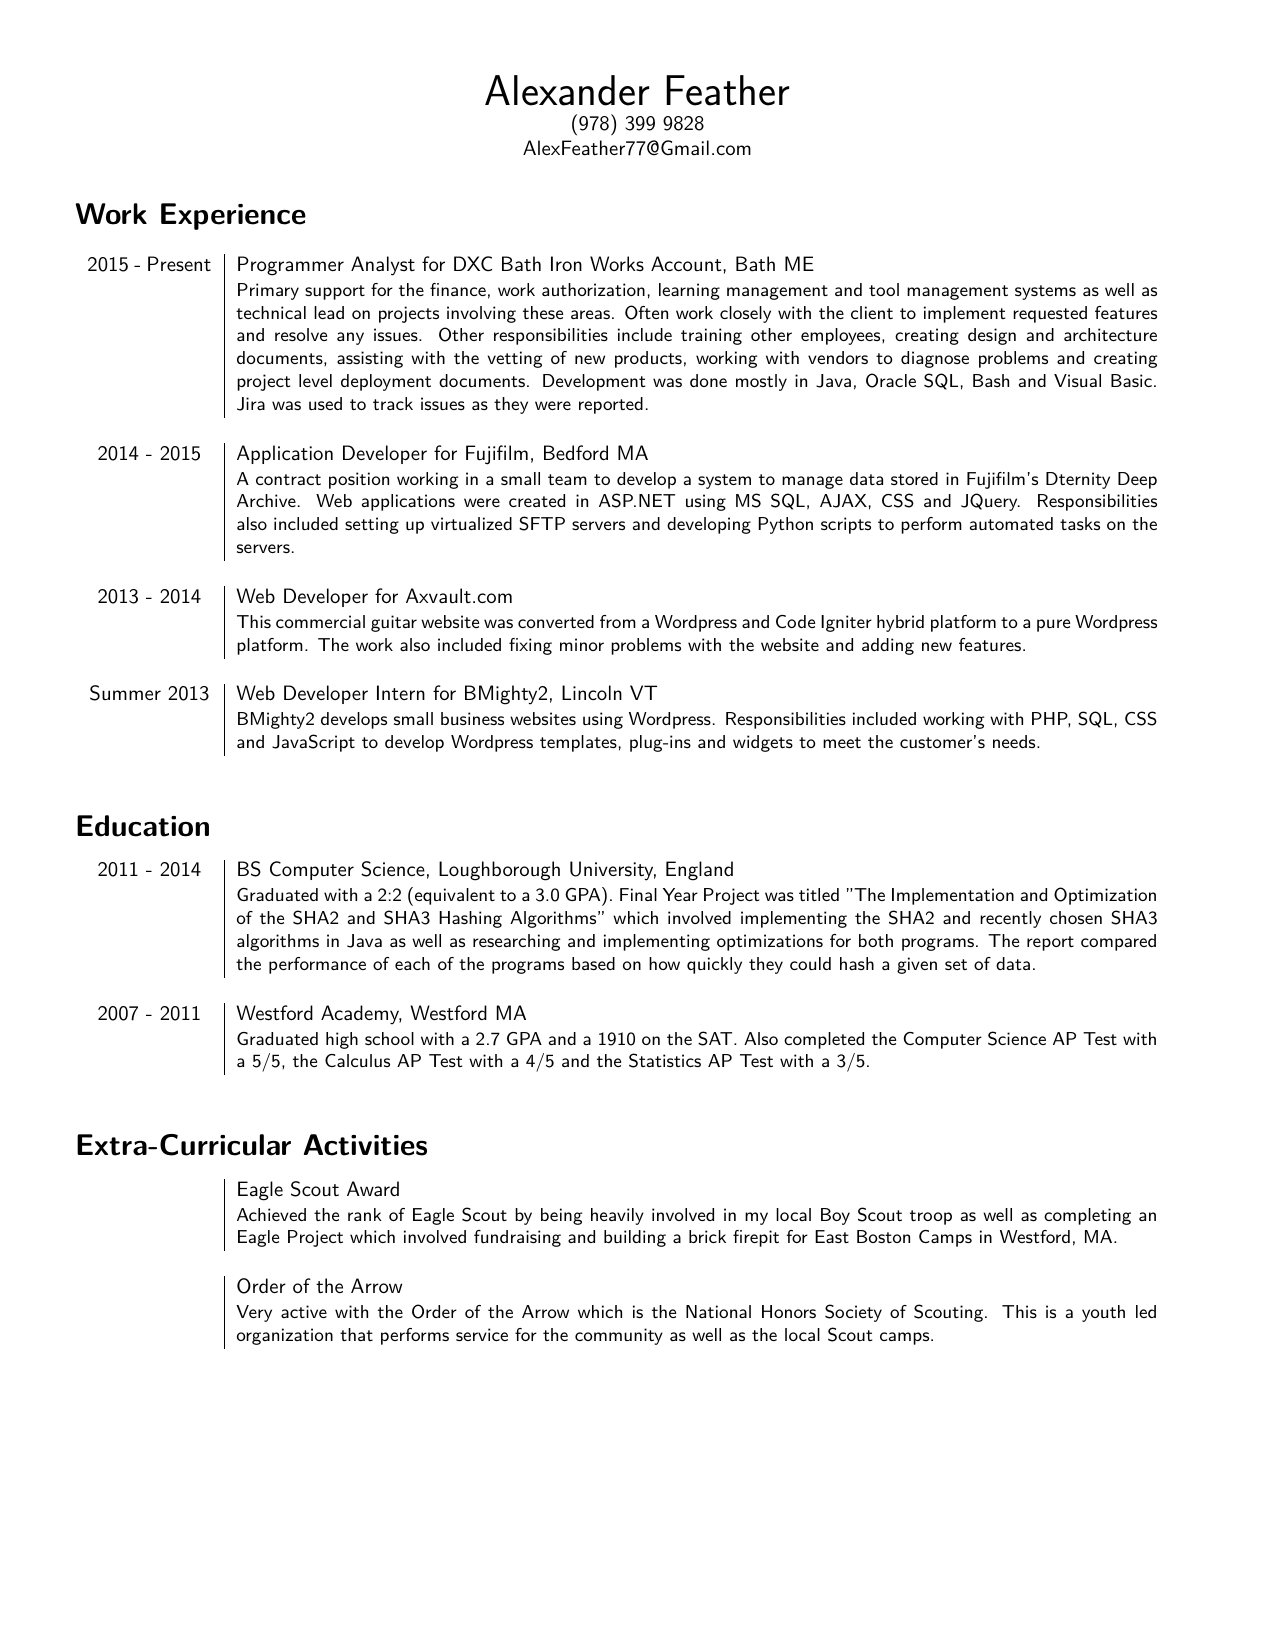 Alexander Feather
(978) 399 9828
AlexFeather77@Gmail.com
Work Experience
2015 - Present
Programmer Analyst for DXC Bath Iron Works Account, Bath ME
Primary support for the finance, work authorization, learning management and tool management systems as well as
technical lead on projects involving these areas. Often work closely with the client to implement requested features
and resolve any issues. Other responsibilities include training other employees, creating design and architecture
documents, assisting with the vetting of new products, working with vendors to diagnose problems and creating
project level deployment documents. Development was done mostly in Java, Oracle SQL, Bash and Visual Basic.
Jira was used to track issues as they were reported.
2014 - 2015
Application Developer for Fujifilm, Bedford MA
A contract position working in a small team to develop a system to manage data stored in Fujifilm's Dternity Deep
Archive. Web applications were created in ASP.NET using MS SQL, AJAX, CSS and JQuery. Responsibilities
also included setting up virtualized SFTP servers and developing Python scripts to perform automated tasks on the
servers.
2013 - 2014
Web Developer for Axvault.com
This commercial guitar website was converted from a Wordpress and Code Igniter hybrid platform to a pure Wordpress
platform. The work also included fixing minor problems with the website and adding new features.
Summer 2013
Web Developer Intern for BMighty2, Lincoln VT
BMighty2 develops small business websites using Wordpress. Responsibilities included working with PHP, SQL, CSS
and JavaScript to develop Wordpress templates, plug-ins and widgets to meet the customer's needs.
Education
2011 - 2014
BS Computer Science, Loughborough University, England
Graduated with a 2:2 (equivalent to a 3.0 GPA). Final Year Project was titled "The Implementation and Optimization
of the SHA2 and SHA3 Hashing Algorithms" which involved implementing the SHA2 and recently chosen SHA3
algorithms in Java as well as researching and implementing optimizations for both programs. The report compared
the performance of each of the programs based on how quickly they could hash a given set of data.
2007 - 2011
Westford Academy, Westford MA
Graduated high school with a 2.7 GPA and a 1910 on the SAT. Also completed the Computer Science AP Test with
a 5/5, the Calculus AP Test with a 4/5 and the Statistics AP Test with a 3/5.
Extra-Curricular Activities
Eagle Scout Award
Achieved the rank of Eagle Scout by being heavily involved in my local Boy Scout troop as well as completing an
Eagle Project which involved fundraising and building a brick firepit for East Boston Camps in Westford, MA.
Order of the Arrow
Very active with the Order of the Arrow which is the National Honors Society of Scouting. This is a youth led
organization that performs service for the community as well as the local Scout camps.